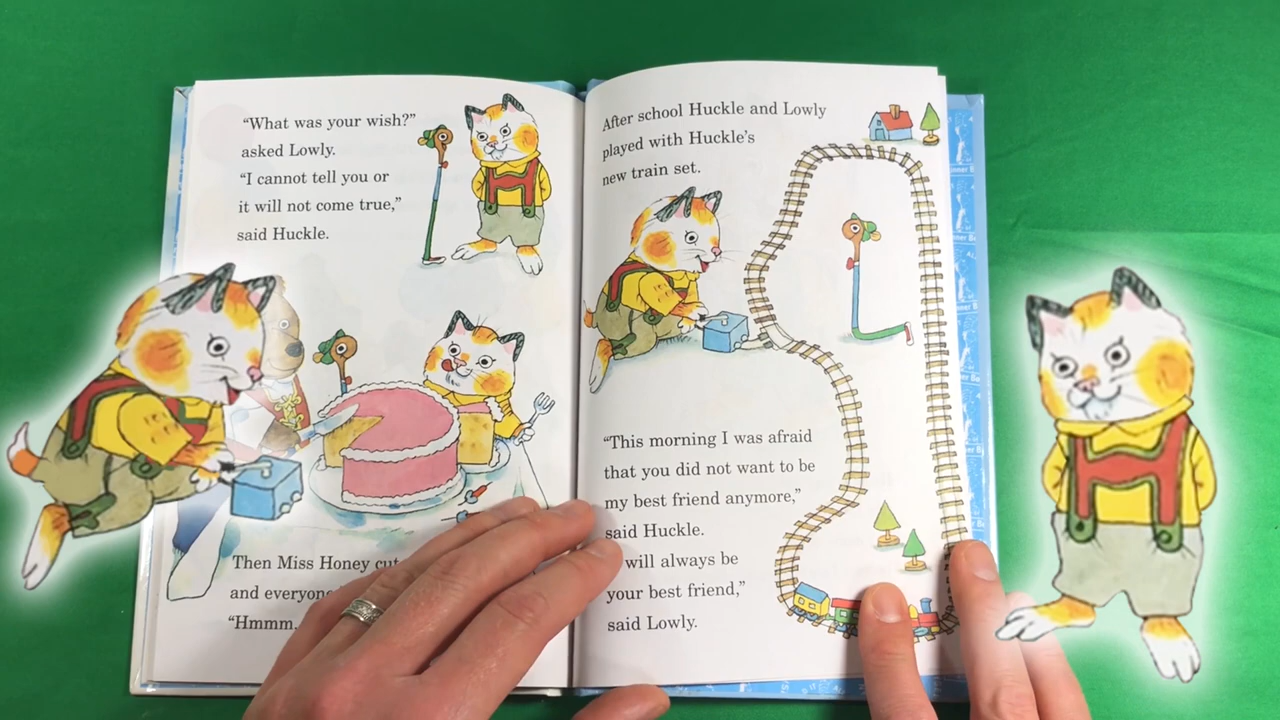 “What was your wish?”
asked Lowly.
“I cannot tell you or
it will not come true,”
said Huckle.
Then Miss Honey cut
and everyone
“Hmmm.
After school Huckle and Lowly
played with Huckle’s
new train set.
“This morning I was afraid
that you did not want to be
my best friend anymore,”
said Huckle.
will always be
your best friend,”
said Lowly.